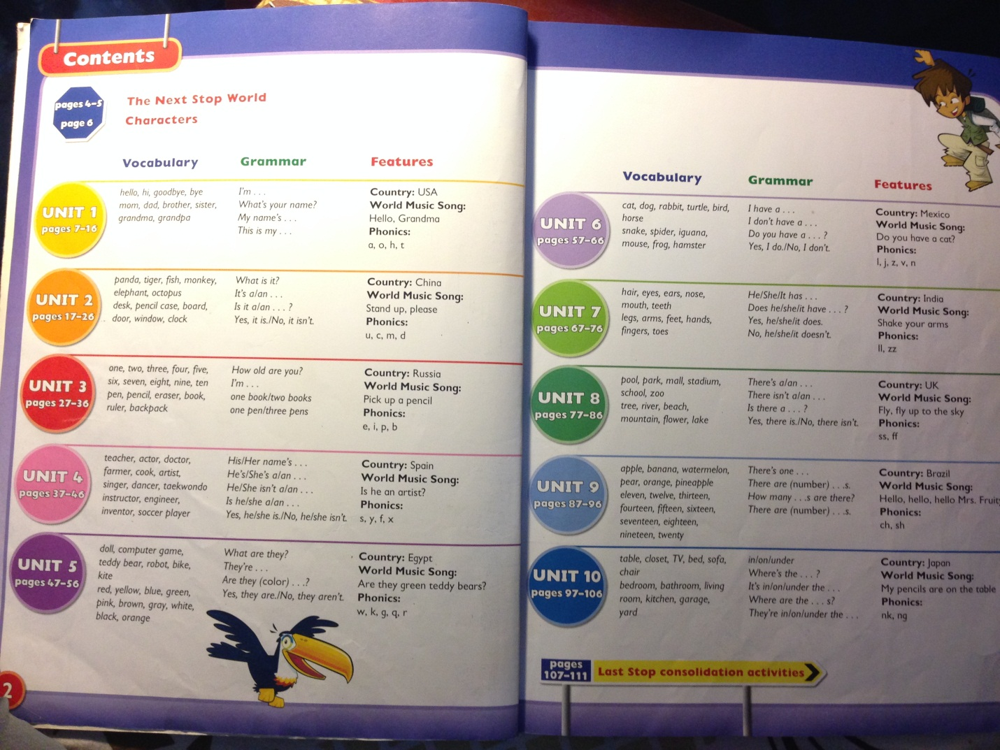 Contents
pages 4–5
The Next Stop World
page 6
Characters
Vocabulary
Grammar
Features
UNIT 1
pages 7–16
hello, hi, goodbye, bye
mom, dad, brother, sister,
grandma, grandpa
I'm . . .
What's your name?
My name's . . .
This is my . . .
Country: USA
World Music Song:
Hello, Grandma
Phonics:
a, o, h, t
UNIT 2
pages 17–26
panda, tiger, fish, monkey,
elephant, octopus
desk, pencil case, board,
door, window, clock
What is it?
It's a/an . . .
Is it a/an . . . ?
Yes, it is./No, it isn't.
Country: China
World Music Song:
Stand up, please
Phonics:
u, c, m, d
UNIT 3
pages 27–36
one, two, three, four, five,
six, seven, eight, nine, ten
pen, pencil, eraser, book,
ruler, backpack
How old are you?
I'm . . .
one book/two books
one pen/three pens
Country: Russia
World Music Song:
Pick up a pencil
Phonics:
e, i, p, b
UNIT 4
pages 37–46
teacher, actor, doctor,
farmer, cook, artist,
singer, dancer, taekwondo
instructor, engineer,
inventor, soccer player
His/Her name's . . .
He's/She's a/an . . .
He/She isn't a/an . . .
Is he/she a/an . . .
Yes, he/she is./No, he/she isn't.
Country: Spain
World Music Song:
Is he an artist?
Phonics:
s, y, f, x
UNIT 5
pages 47–56
doll, computer game,
teddy bear, robot, bike,
kite
red, yellow, blue, green,
pink, brown, gray, white,
black, orange
What are they?
They're . . .
Are they (color) . . .?
Yes, they are./No, they aren't.
Country: Egypt
World Music Song:
Are they green teddy bears?
Phonics:
w, k, g, q, r
2
Vocabulary
Grammar
Features
UNIT 6
pages 57–66
cat, dog, rabbit, turtle, bird,
horse
snake, spider, iguana,
mouse, frog, hamster
I have a . . .
I don't have a . . .
Do you have a . . . ?
Yes, I do./No, I don't.
Country: Mexico
World Music Song:
Do you have a cat?
Phonics:
l, j, z, v, n
UNIT 7
pages 67–76
hair, eyes, ears, nose,
mouth, teeth
legs, arms, feet, hands,
fingers, toes
He/She/It has . . .
Does he/she/it have . . . ?
Yes, he/she/it does.
No, he/she/it doesn't.
Country: India
World Music Song:
Shake your arms
Phonics:
ll, zz
UNIT 8
pages 77–86
pool, park, mall, stadium,
school, zoo
tree, river, beach,
mountain, flower, lake
There's a/an . . .
There isn't a/an . . .
Is there a . . . ?
Yes, there is./No, there isn't.
Country: UK
World Music Song:
Fly, fly up to the sky
Phonics:
ss, ff
UNIT 9
pages 87–96
apple, banana, watermelon,
pear, orange, pineapple
eleven, twelve, thirteen,
fourteen, fifteen, sixteen,
seventeen, eighteen,
nineteen, twenty
There's one . . .
There are (number) . . .s.
How many . . .s are there?
There are (number) . . .s.
Country: Brazil
World Music Song:
Hello, hello, hello Mrs. Fruit
Phonics:
ch, sh
UNIT 10
pages 97–106
table, closet, TV, bed, sofa,
chair
bedroom, bathroom, living
room, kitchen, garage,
yard
in/on/under
Where's the . . . ?
It's in/on/under the . . .
Where are the . . . s?
They're in/on/under the . . .
Country: Japan
World Music Song:
My pencils are on the table
Phonics:
nk, ng
pages
107–111
Last Stop consolidation activities